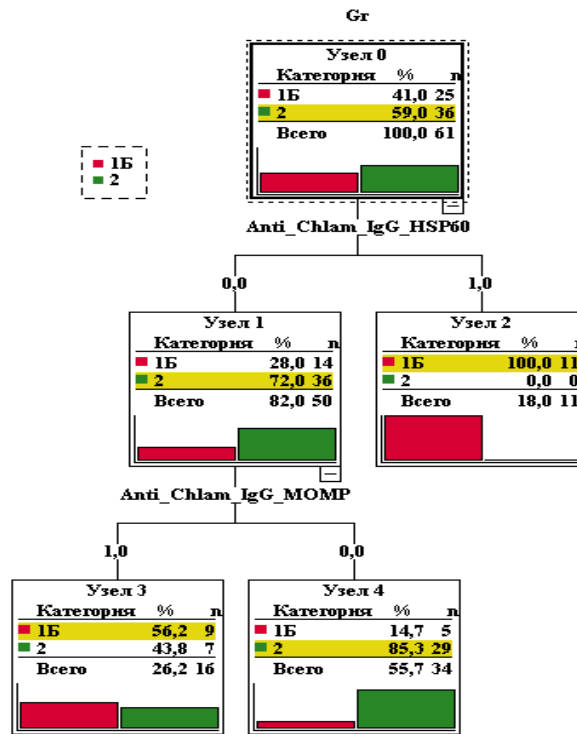 Gr
Узел 0
Категория % n
1Б 41,0 25
2 59,0 36
Всего 100,0 61
1Б
2
Anti_Chlam_IgG_HSP60
0,0 1,0
Узел 1
Категория % n
1Б 28,0 14
2 72,0 36
Всего 82,0 50
Узел 2
Категория % n
1Б 100,0 11
2 0,0 0
Всего 18,0 11
Anti_Chlam_IgG_MOMP
1,0 0,0
Узел 3
Категория % n
1Б 56,2 9
2 43,8 7
Всего 26,2 16
Узел 4
Категория % n
1Б 14,7 5
2 85,3 29
Всего 55,7 34